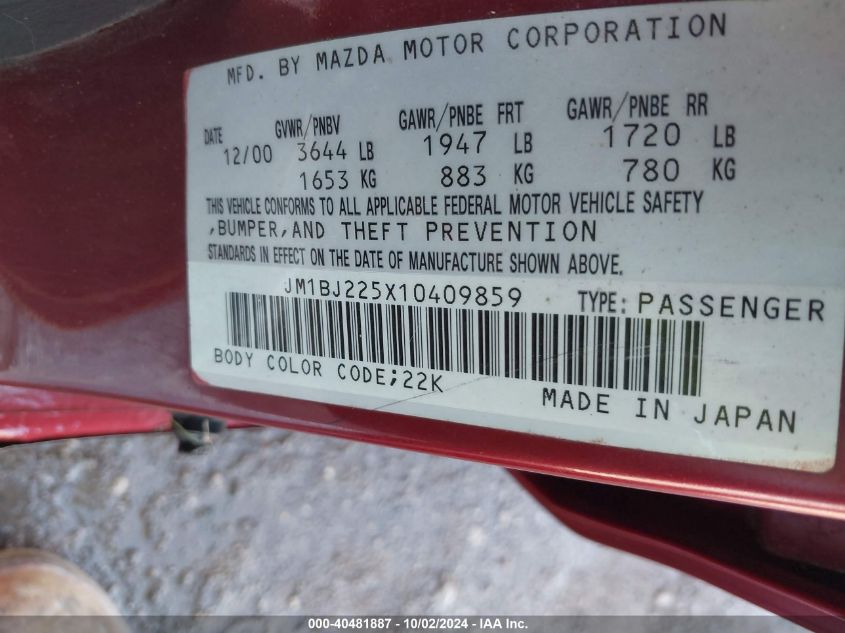 MFD. BY MAZDA MOTOR CORPORATION
DATE GVWR/PNBV GAWR/PNBE FRT GAWR/PNBE RR
12/00 3644 LB 1947 LB 1720 LB
1653 KG 883 KG 780 KG
THIS VEHICLE CONFORMS TO ALL APPLICABLE FEDERAL MOTOR VEHICLE SAFETY
,BUMPER,AND THEFT PREVENTION
STANDARDS IN EFFECT ON THE DATE OF MANUFACTURE SHOWN ABOVE.
JM1BJ225X10409859 TYPE: PASSENGER
BODY COLOR CODE;22K
MADE IN JAPAN
000-40481887 - 10/02/2024 - IAA Inc.